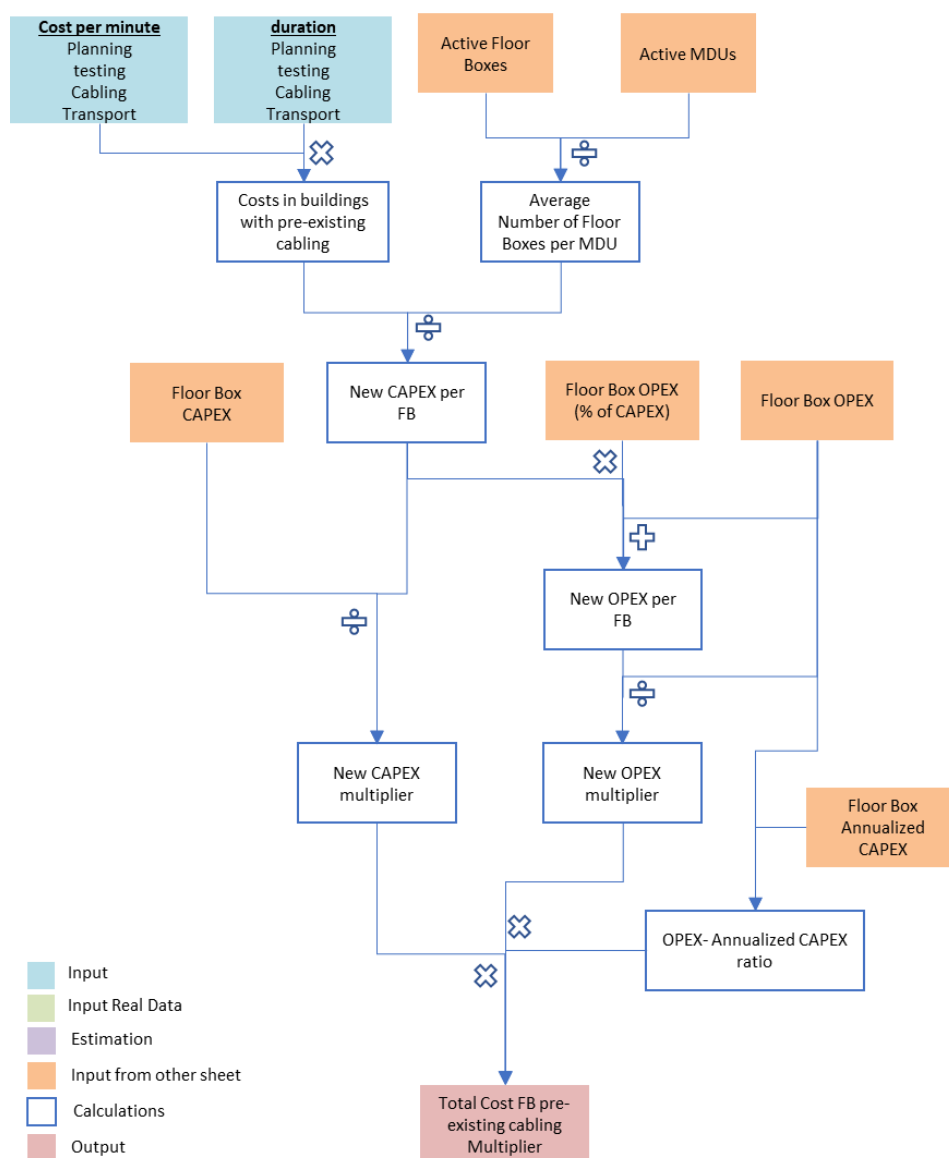 Cost per minute
Planning
testing
Cabling
Transport
duration
Planning
testing
Cabling
Transport
Active Floor
Boxes
Active MDUs
Costs in buildings
with pre-existing
cabling
Average
Number of Floor
Boxes per MDU
Floor Box
CAPEX
New CAPEX per
FB
Floor Box OPEX
(% of CAPEX)
Floor Box OPEX
New OPEX per
FB
New CAPEX
multiplier
New OPEX
multiplier
Floor Box
Annualized
CAPEX
OPEX- Annualized CAPEX
ratio
Input
Input Real Data
Estimation
Input from other sheet
Calculations
Output
Total Cost FB pre-
existing cabling
Multiplier